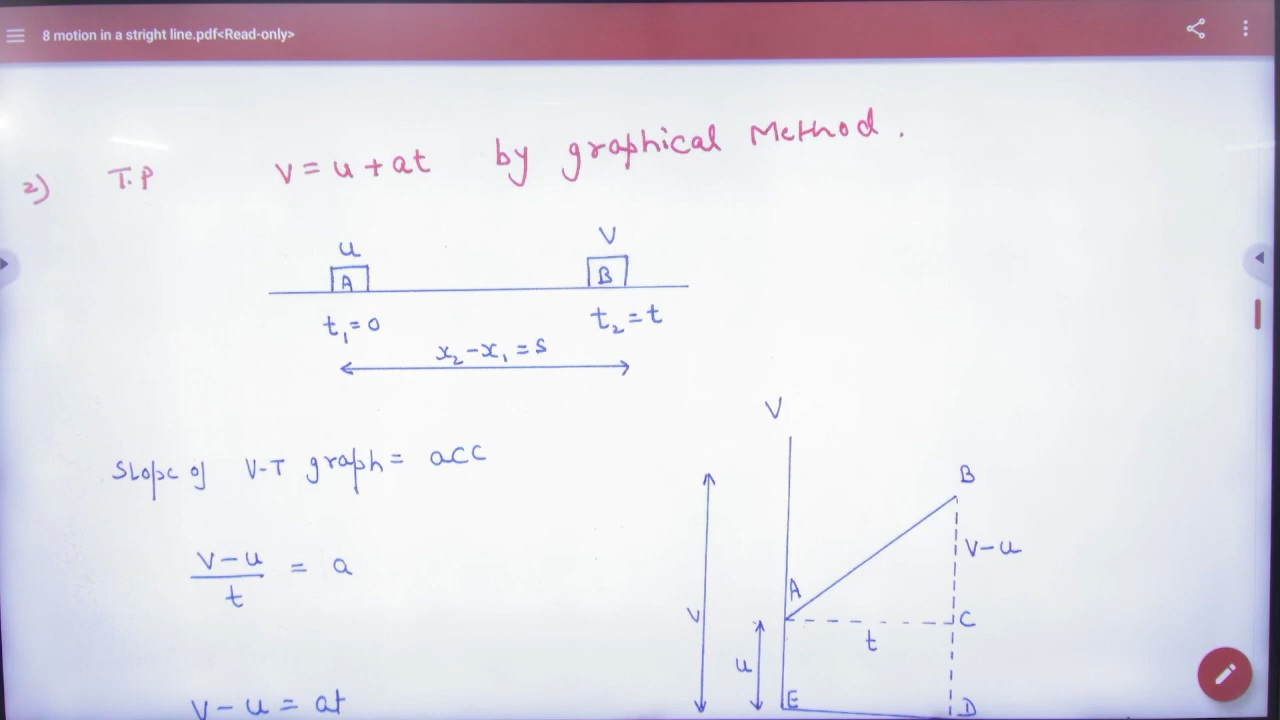 8 motion in a stright line.pdf<Read-only>
2) T.P v = u + at by graphical Method.
u
V
A
B
t₁ = 0
t₂ = t
x₂ - x₁ = s
V
Slope of V-T graph = acc
B
v - u / t = a
V - u
A
V
C
t
u
v - u = at
E
D